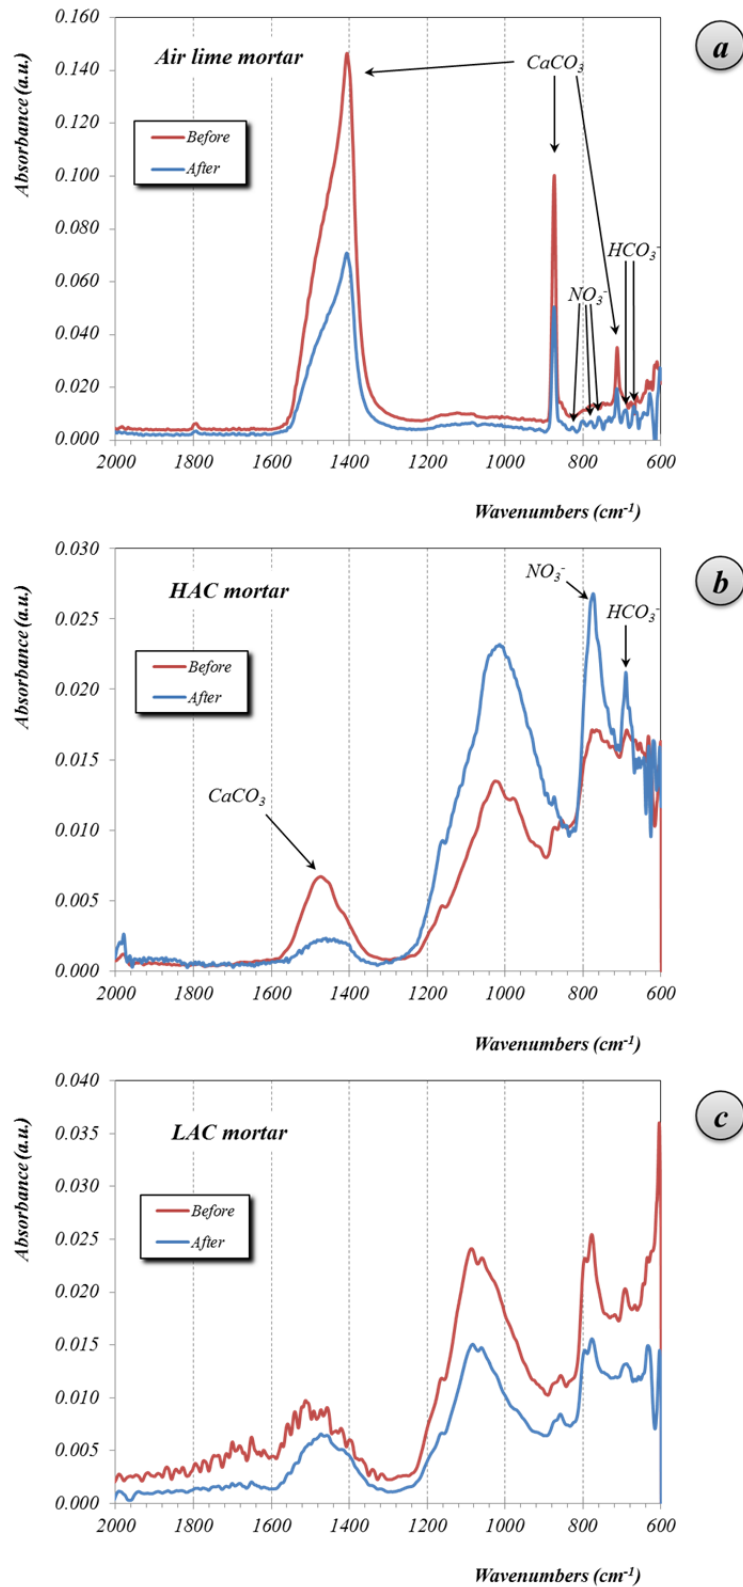 Absorbance (a.u.)
0.160
0.140
0.120
0.100
0.080
0.060
0.040
0.020
0.000
Air lime mortar
a
CaCO₃
Before
After
HCO₃⁻
NO₃⁻
2000 1800 1600 1400 1200 1000 800 600
Wavenumbers (cm⁻¹)
Absorbance (a.u.)
0.030
0.025
0.020
0.015
0.010
0.005
0.000
HAC mortar
b
NO₃⁻
HCO₃⁻
Before
After
CaCO₃
2000 1800 1600 1400 1200 1000 800 600
Wavenumbers (cm⁻¹)
Absorbance (a.u.)
0.040
0.035
0.030
0.025
0.020
0.015
0.010
0.005
0.000
LAC mortar
c
Before
After
2000 1800 1600 1400 1200 1000 800 600
Wavenumbers (cm⁻¹)